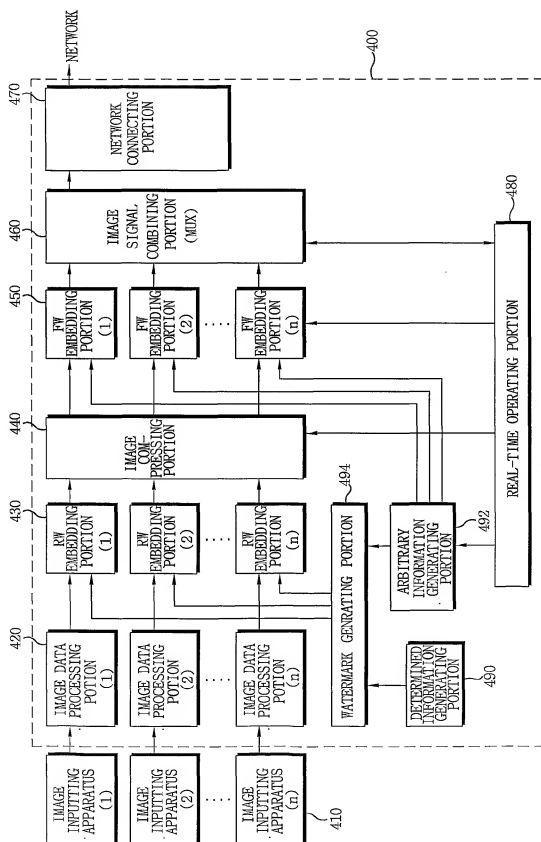 IMAGE
INPUTTING
APPARATUS
(1)
IMAGE
INPUTTING
APPARATUS
(2)
IMAGE
INPUTTING
APPARATUS
(n)
410
420
IMAGE DATA
PROCESSING
POTION
(1)
IMAGE DATA
PROCESSING
POTION
(2)
IMAGE DATA
PROCESSING
POTION
(n)
430
RW
EMBEDDING
PORTION
(1)
RW
EMBEDDING
PORTION
(2)
RW
EMBEDDING
PORTION
(n)
440
IMAGE
COM-
PRESSING
PORTION
450
FW
EMBEDDING
PORTION
(1)
FW
EMBEDDING
PORTION
(2)
FW
EMBEDDING
PORTION
(n)
460
IMAGE
SIGNAL
COMBINING
PORTION
(MUX)
470
NETWORK
CONNECTING
PORTION
NETWORK
400
WATERMARK GENRATING PORTION
494
DETERMINED
INFORMATION
GENERATING
PORTION
490
ARBITRARY
INFORMATION
GENERATING
PORTION
492
REAL-TIME OPERATING PORTION
480